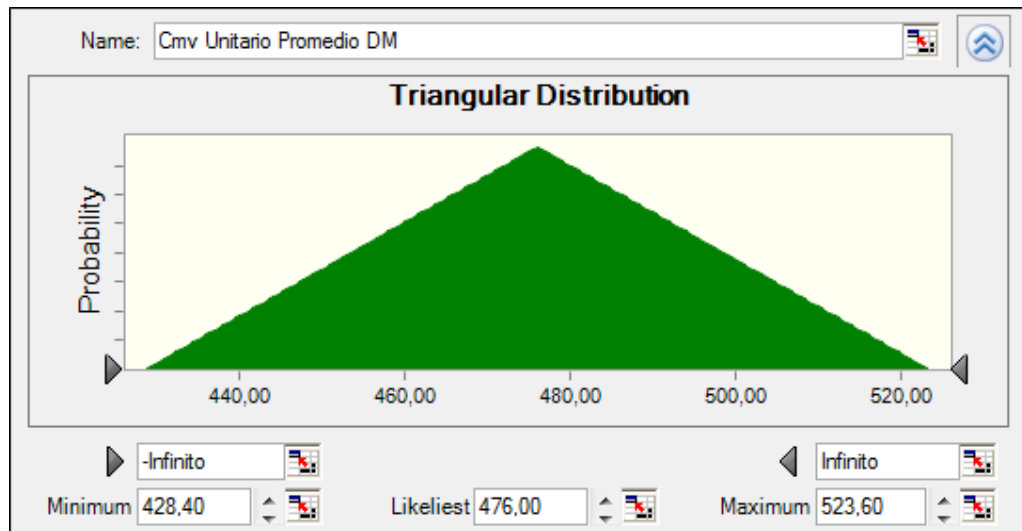 Name: Cmv Unitario Promedio DM
Triangular Distribution
Probability
440,00 460,00 480,00 500,00 520,00
-Infinito Infinito
Minimum 428,40 Likeliest 476,00 Maximum 523,60